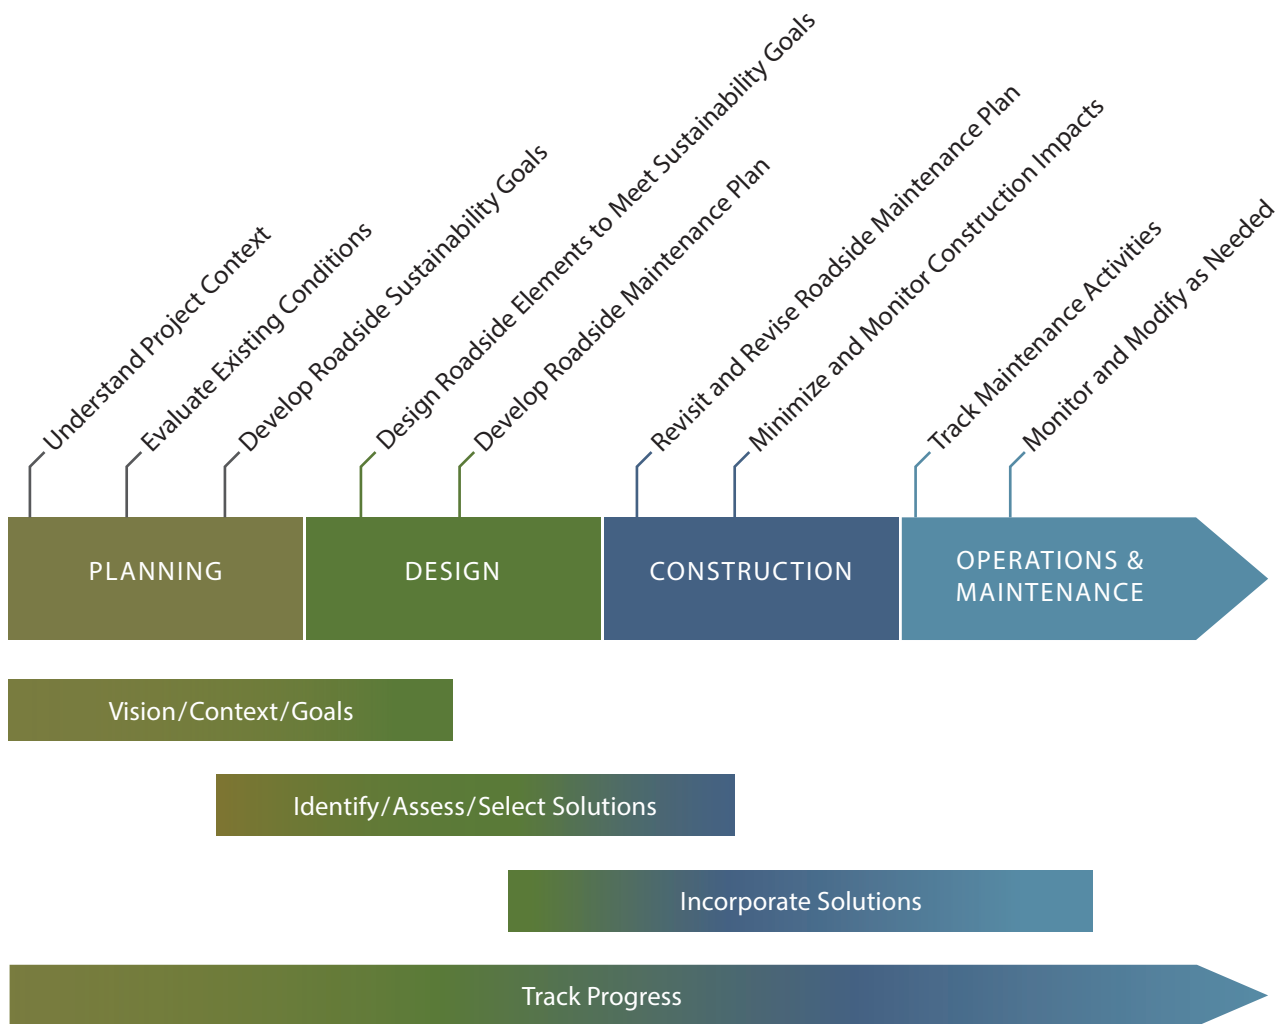 Understand Project Context
Evaluate Existing Conditions
Develop Roadside Sustainability Goals
Design Roadside Elements to Meet Sustainability Goals
Develop Roadside Maintenance Plan
Revisit and Revise Roadside Maintenance Plan
Minimize and Monitor Construction Impacts
Track Maintenance Activities
Monitor and Modify as Needed
PLANNING
DESIGN
CONSTRUCTION
OPERATIONS &
MAINTENANCE
Vision/Context/Goals
Identify/Assess/Select Solutions
Incorporate Solutions
Track Progress